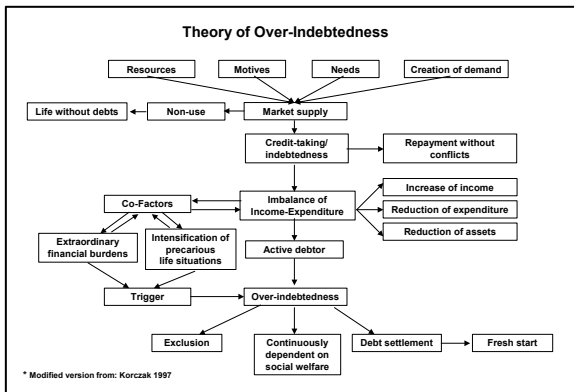 Theory of Over-Indebtedness
Resources
Motives
Needs
Creation of demand
Life without debts
Non-use
Market supply
Credit-taking/
indebtedness
Repayment without
conflicts
Co-Factors
Imbalance of
Income-Expenditure
Increase of income
Reduction of expenditure
Reduction of assets
Extraordinary
financial burdens
Intensification of
precarious
life situations
Active debtor
Trigger
Over-indebtedness
Exclusion
Continuously
dependent on
social welfare
Debt settlement
Fresh start
* Modified version from: Korczak 1997